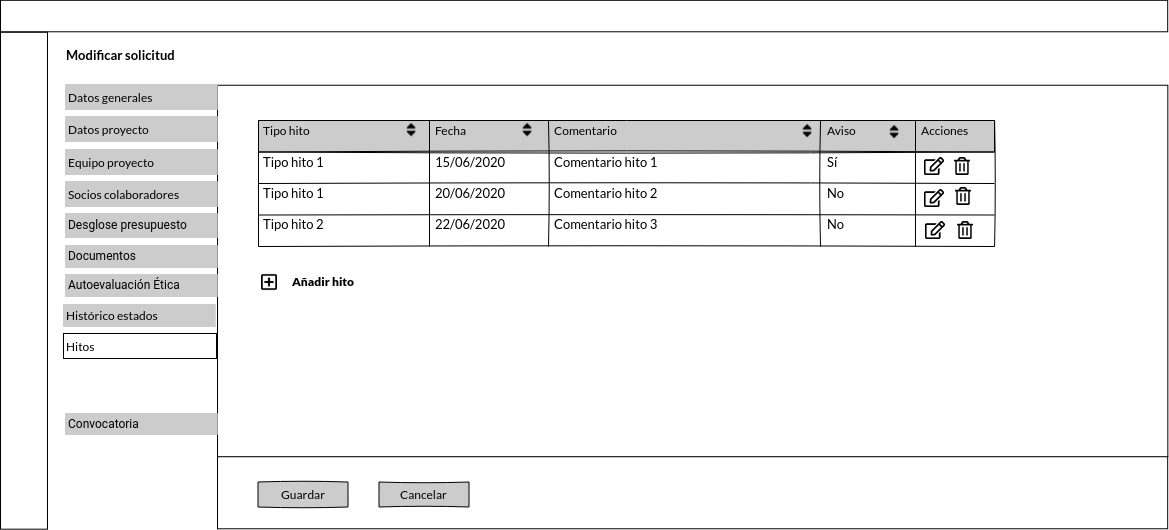 Modificar solicitud
Datos generales
Datos proyecto
Equipo proyecto
Socios colaboradores
Desglose presupuesto
Documentos
Autoevaluación Ética
Histórico estados
Hitos
Convocatoria
Tipo hito Fecha Comentario Aviso Acciones
Tipo hito 1 15/06/2020 Comentario hito 1 Sí
Tipo hito 1 20/06/2020 Comentario hito 2 No
Tipo hito 2 22/06/2020 Comentario hito 3 No
Añadir hito
Guardar Cancelar